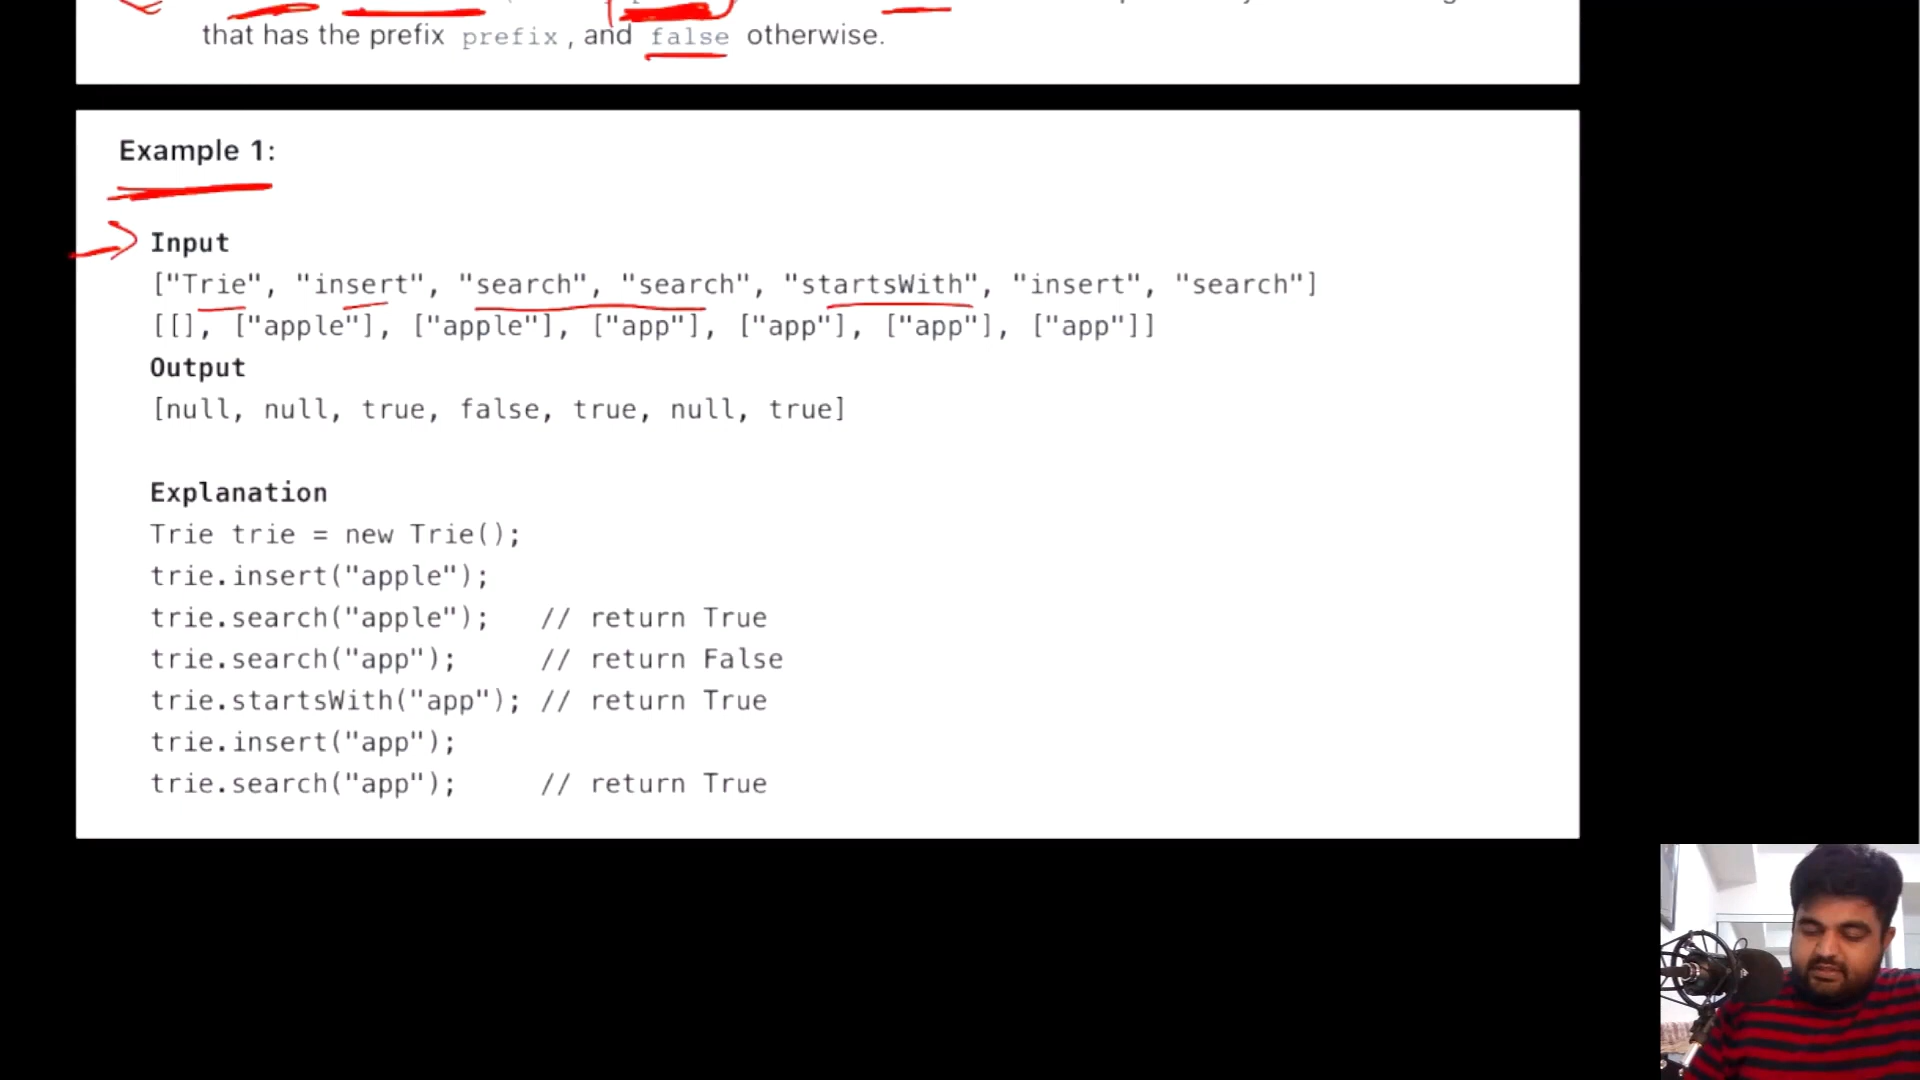 that has the prefix prefix, and false otherwise.
Example 1:
Input
["Trie", "insert", "search", "search", "startsWith", "insert", "search"]
[[], ["apple"], ["apple"], ["app"], ["app"], ["app"], ["app"]]
Output
[null, null, true, false, true, null, true]
Explanation
Trie trie = new Trie();
trie.insert("apple");
trie.search("apple");   // return True
trie.search("app");     // return False
trie.startsWith("app"); // return True
trie.insert("app");
trie.search("app");     // return True